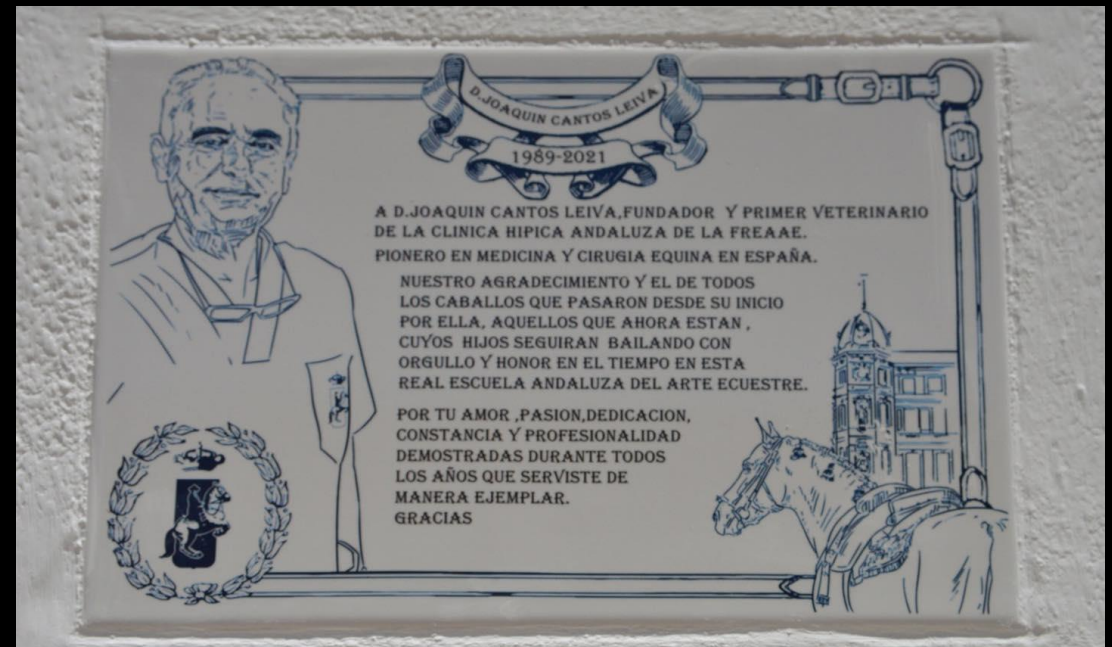 D.JOAQUIN CANTOS LEIVA
1989-2021
A D.JOAQUIN CANTOS LEIVA,FUNDADOR Y PRIMER VETERINARIO
DE LA CLINICA HIPICA ANDALUZA DE LA FREAAE.
PIONERO EN MEDICINA Y CIRUGIA EQUINA EN ESPAÑA.
NUESTRO AGRADECIMIENTO Y EL DE TODOS
LOS CABALLOS QUE PASARON DESDE SU INICIO
POR ELLA, AQUELLOS QUE AHORA ESTAN ,
CUYOS HIJOS SEGUIRAN BAILANDO CON
ORGULLO Y HONOR EN EL TIEMPO EN ESTA
REAL ESCUELA ANDALUZA DEL ARTE ECUESTRE.
POR TU AMOR ,PASION,DEDICACION,
CONSTANCIA Y PROFESIONALIDAD
DEMOSTRADAS DURANTE TODOS
LOS AÑOS QUE SERVISTE DE
MANERA EJEMPLAR.
GRACIAS